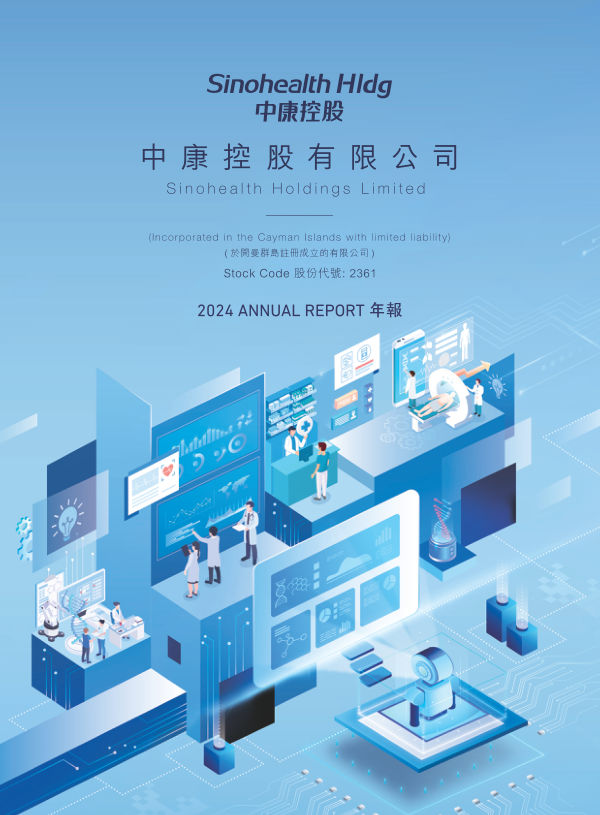 Sinohealth Hldg
中康控股
中康控股有限公司
Sinohealth Holdings Limited
(Incorporated in the Cayman Islands with limited liability)
(於開曼群島註冊成立的有限公司)
Stock Code 股份代號: 2361
2024 ANNUAL REPORT 年報